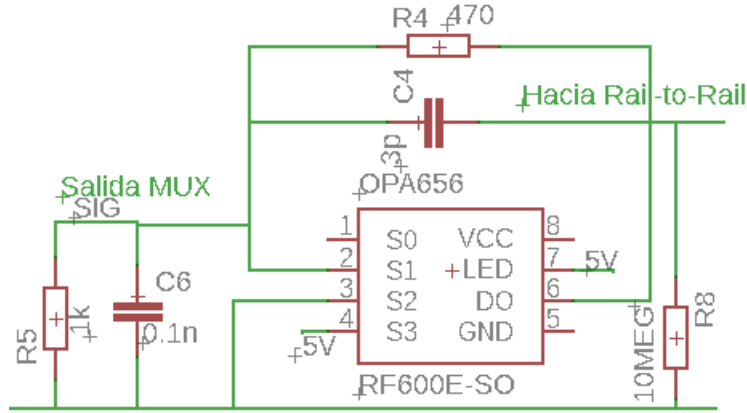 R4 470
C4
3p
Hacia Rail-to-Rail
Salida MUX
SIG
OPA656
1 S0 VCC 8
2 S1 LED 7 5V
3 S2 DO 6
4 S3 GND 5
5V
RF600E-SO
R5
1k
C6
0.1n
10MEG
R8